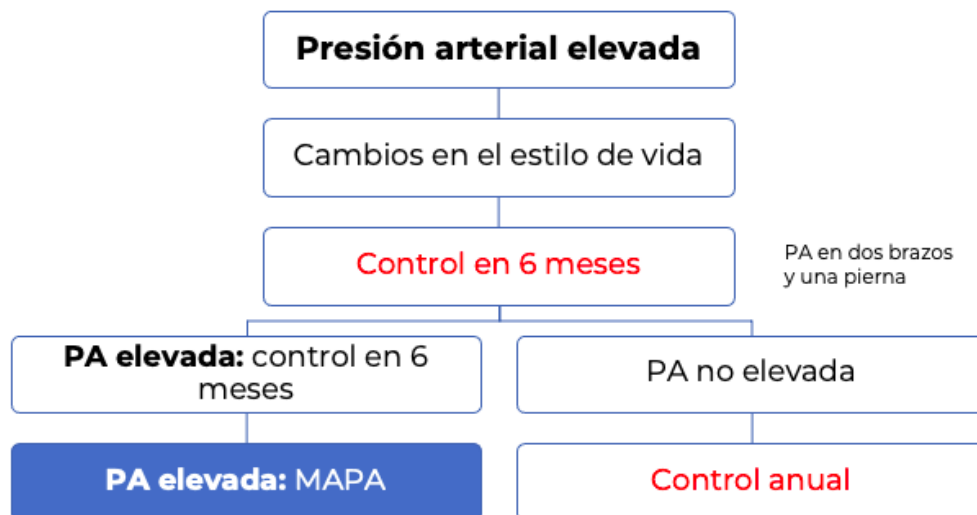 Presión arterial elevada
Cambios en el estilo de vida
Control en 6 meses
PA en dos brazos
y una pierna
PA elevada: control en 6
meses
PA no elevada
PA elevada: MAPA
Control anual